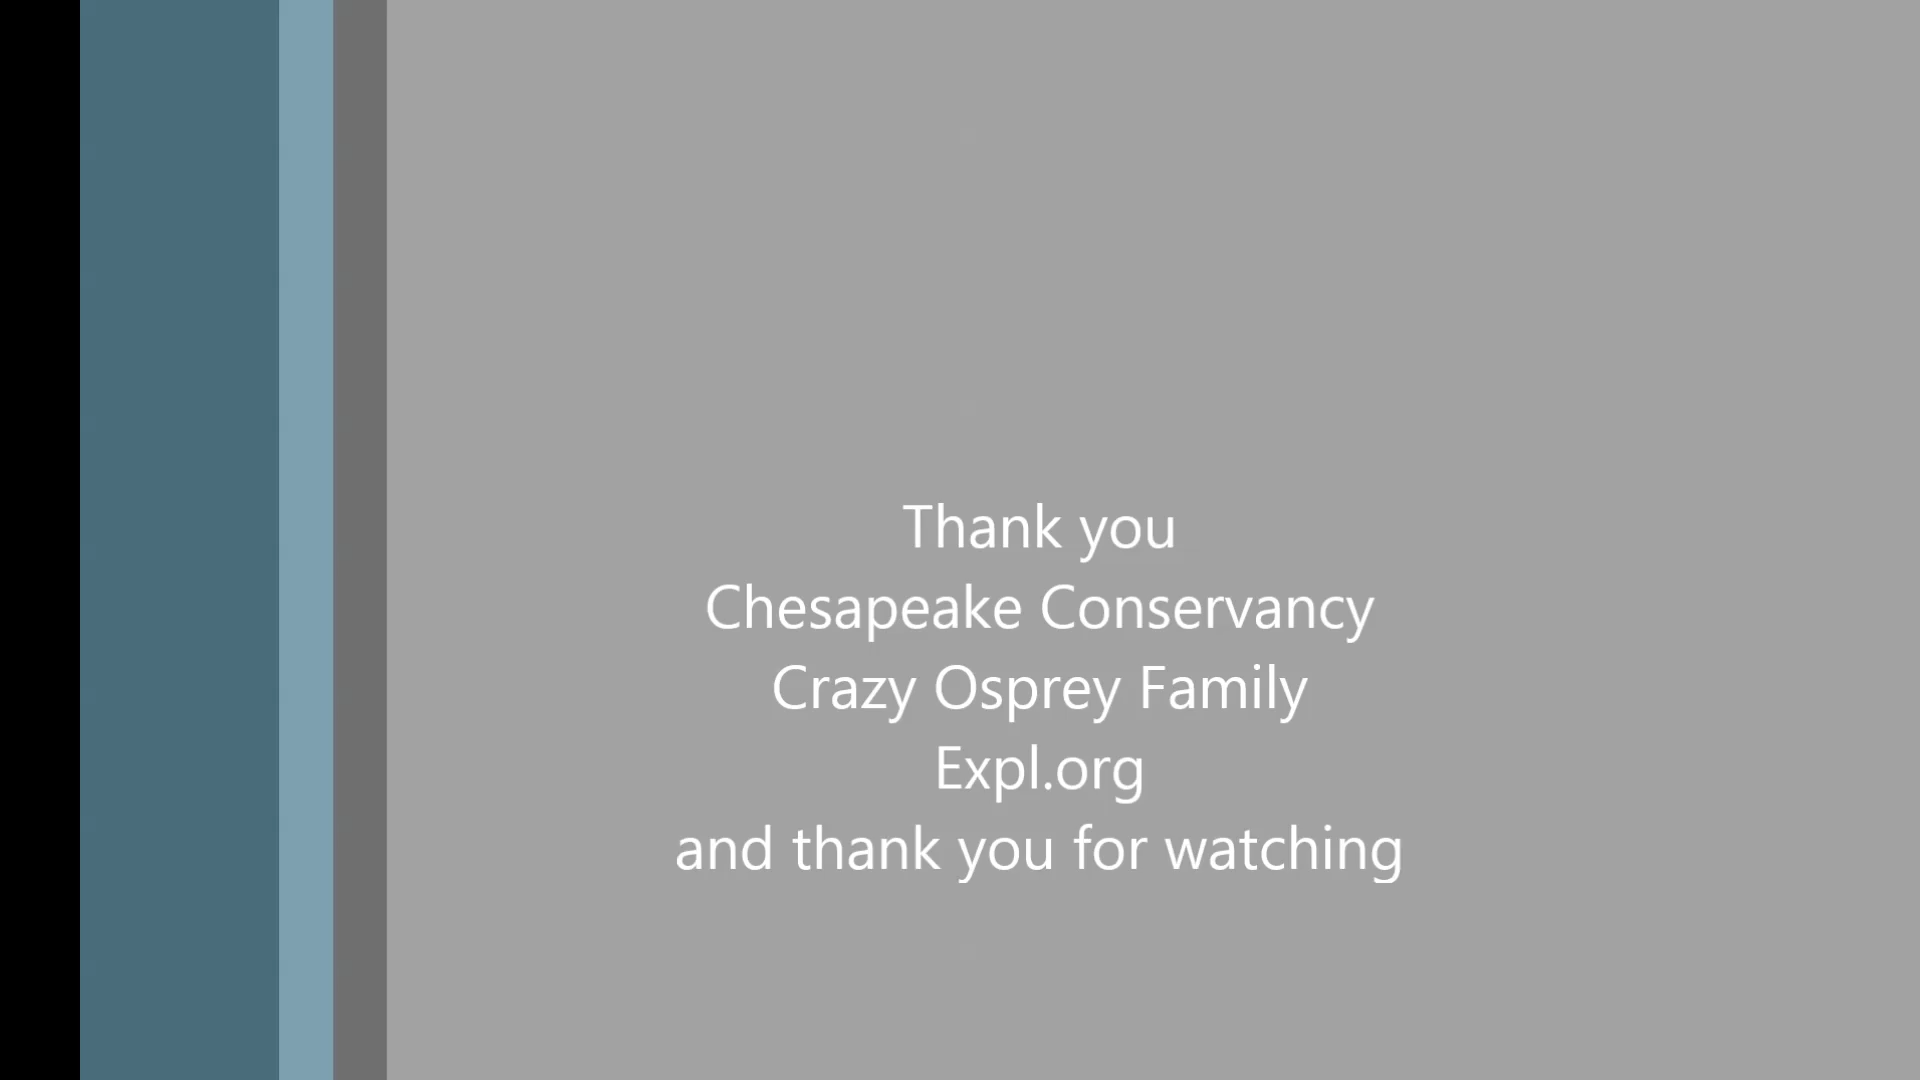 Thank you
Chesapeake Conservancy
Crazy Osprey Family
Expl.org
and thank you for watching